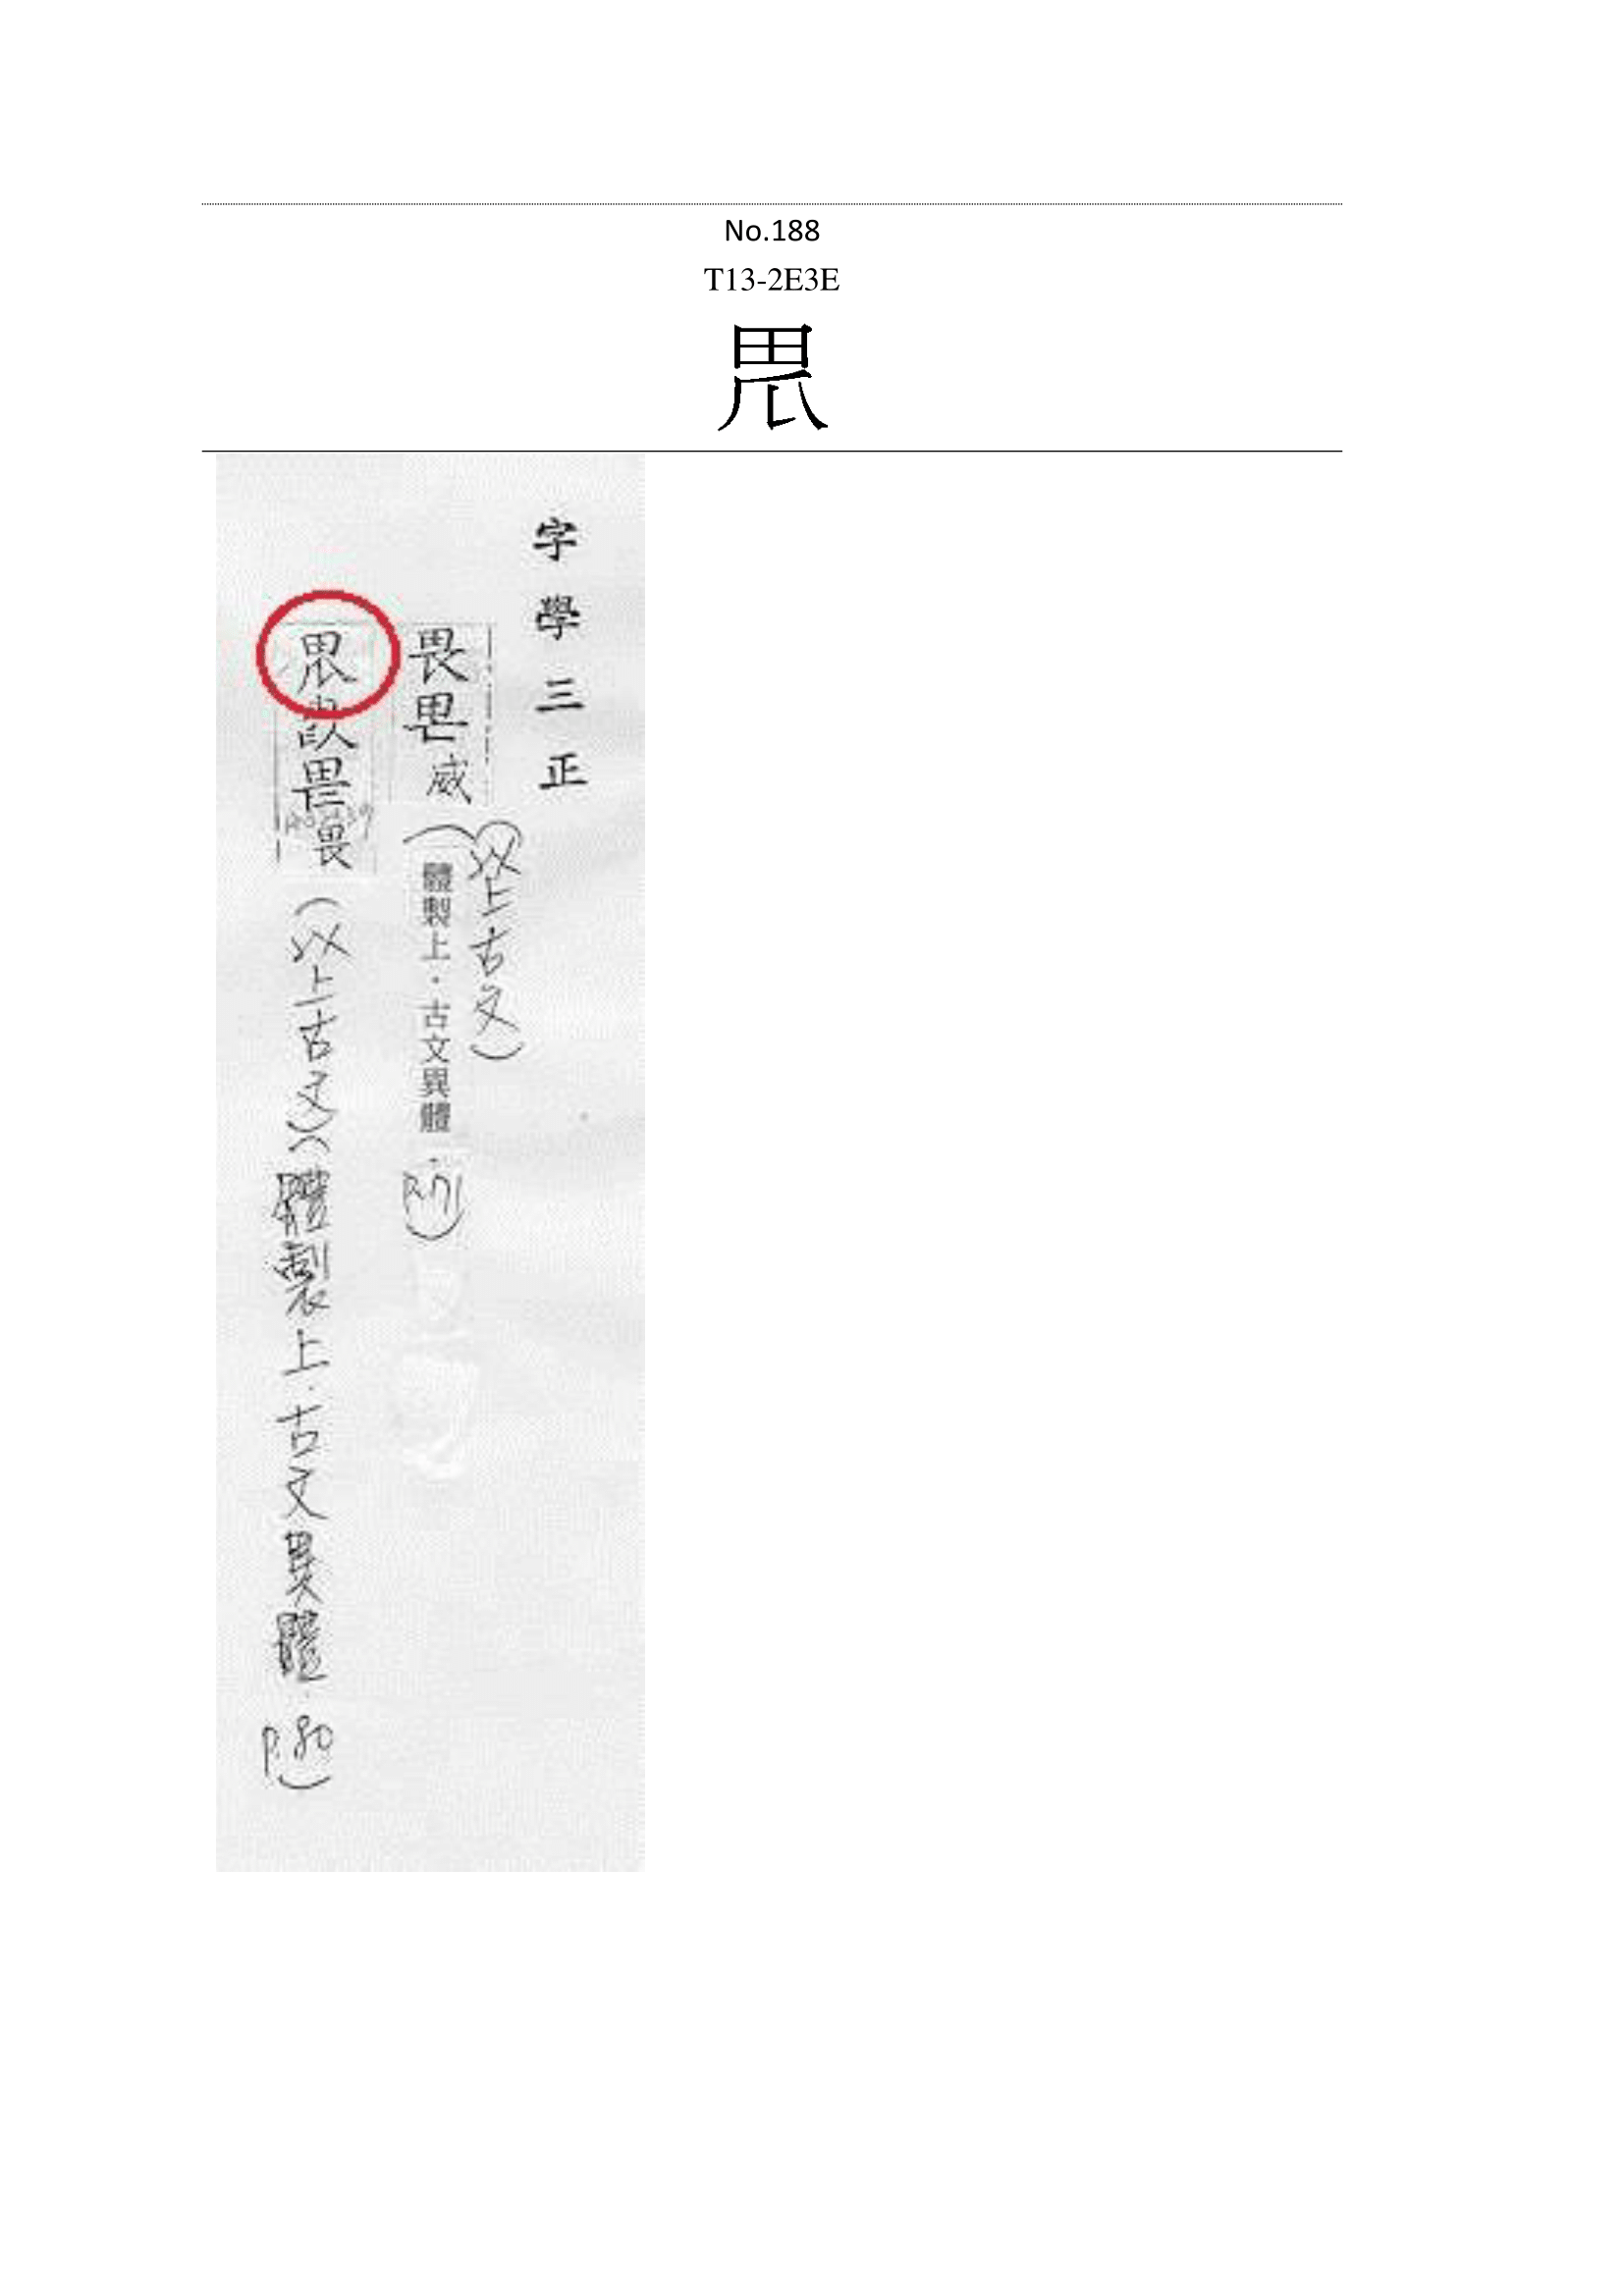 No.188
T13-2E3E
字學三正
畏 威 (以上古文)
(體製上·古文異體·P.71)
畏 (以上古文)(體製上·古文異體·P.80)